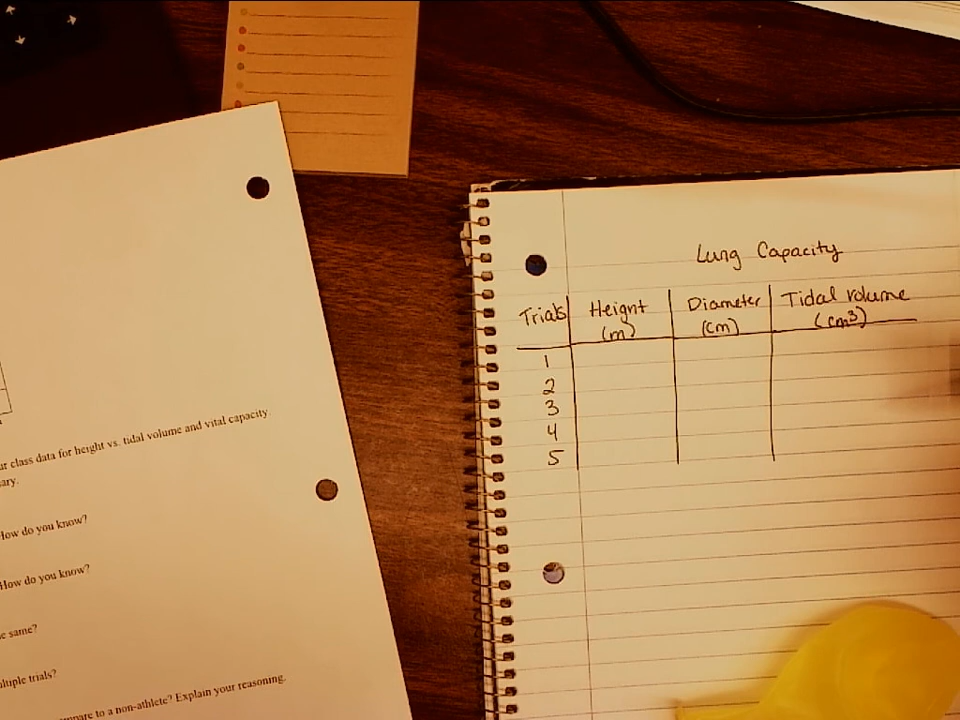 ur class data for height vs. tidal volume and vital capacity
ary.
How do you know?
How do you know?
e same?
ultiple trials?
mpare to a non-athlete? Explain your reasoning.
Lung Capacity
Trials Height Diameter Tidal volume
(m) (cm) (cm³)
1
2
3
4
5